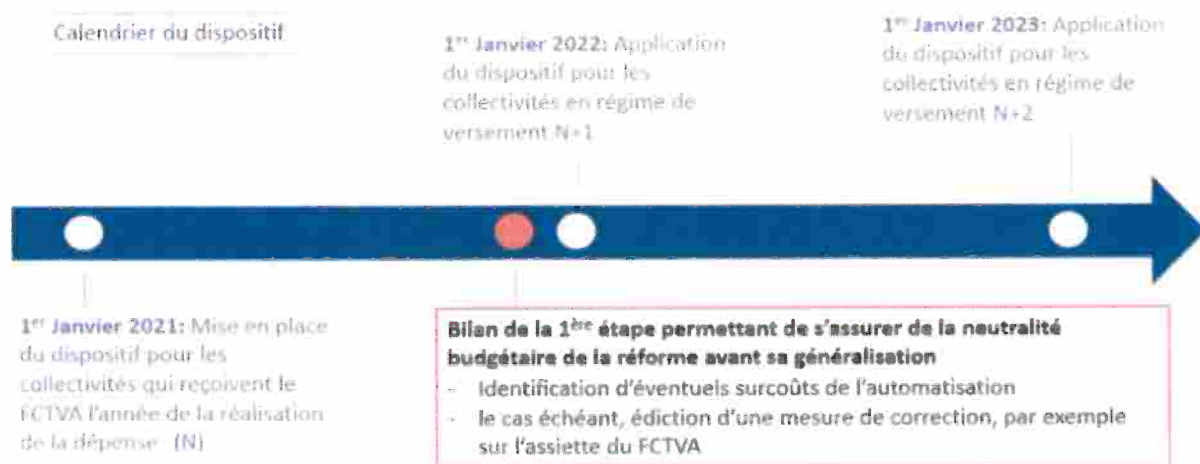 Calendrier du dispositif
1er Janvier 2022: Application
du dispositif pour les
collectivités en régime de
versement N+1
1er Janvier 2023: Application
du dispositif pour les
collectivités en régime de
versement N+2
1er Janvier 2021: Mise en place
du dispositif pour les
collectivités qui reçoivent le
FCTVA l'année de la réalisation
de la dépense (N)
Bilan de la 1ère étape permettant de s'assurer de la neutralité
budgétaire de la réforme avant sa généralisation
- Identification d'éventuels surcoûts de l'automatisation
- le cas échéant, édiction d'une mesure de correction, par exemple
sur l'assiette du FCTVA